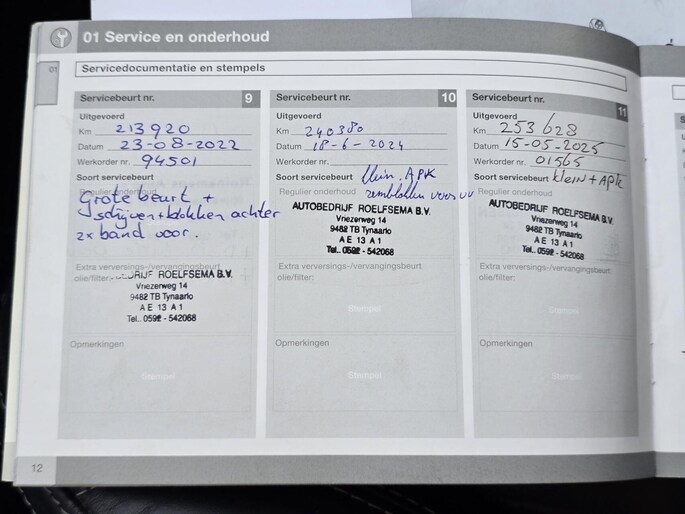 01 Service en onderhoud
01
Servicedocumentatie en stempels
Servicebeurt nr. 9
Uitgevoerd
Km 213920
Datum 23-08-2022
Werkorder nr. 94501
Soort servicebeurt
Regulier onderhoud
Grote beurt +
schijven + blokken achter
2x band voor.
Extra verversings-/vervangingsbeurt
olie/filter:
ROELFSEMA B.V.
Vriezerweg 14
9482 TB Tynaarlo
AE 13 A1
Tel.. 0592 - 542068
Opmerkingen
Stempel
Servicebeurt nr. 10
Uitgevoerd
Km 240380
Datum 18-6-2024
Werkorder nr.
Soort servicebeurt klein, APK
Regulier onderhoud remblokken voor
AUTOBEDRIJF ROELFSEMA B.V.
Vriezerweg 14
9482 TB Tynaarlo
AE 13 A1
Tel.. 0592 - 542068
Extra verversings-/vervangingsbeurt
olie/filter:
Stempel
Opmerkingen
Stempel
Servicebeurt nr. 11
Uitgevoerd
Km 253628
Datum 15-05-2025
Werkorder nr. 01565
Soort servicebeurt klein + APK
Regulier onderhoud
AUTOBEDRIJF ROELFSEMA B.V.
Vriezerweg 14
9482 TB Tynaarlo
AE 13 A1
Tel.. 0592 - 542068
Extra verversings-/vervangingsbeurt
olie/filter:
Stempel
Opmerkingen
Stempel
12